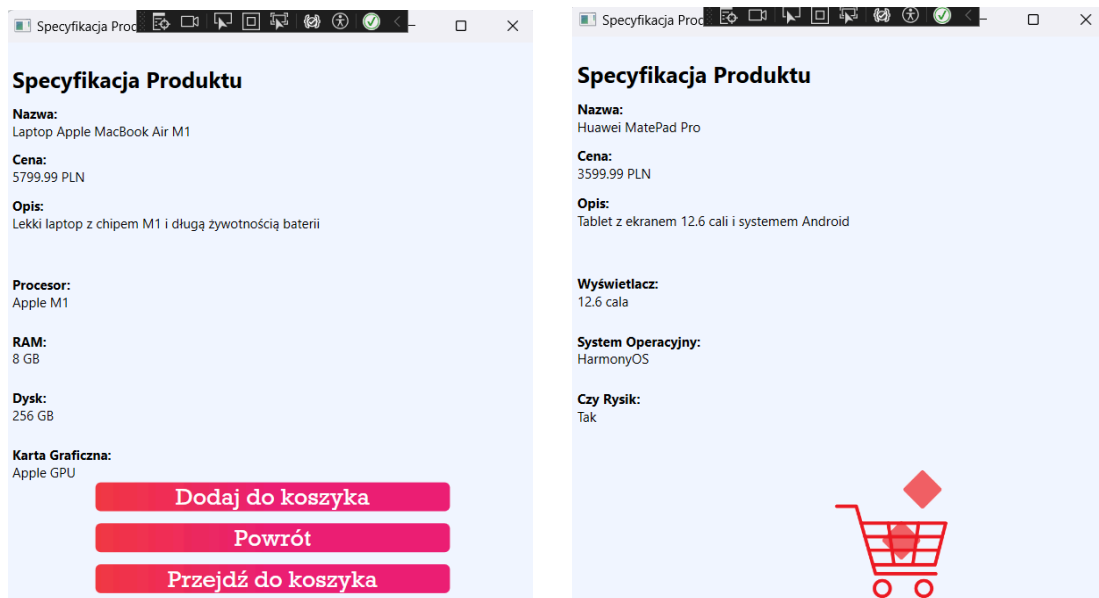 Specyfikacja Proc
Specyfikacja Produktu
Nazwa:
Laptop Apple MacBook Air M1
Cena:
5799.99 PLN
Opis:
Lekki laptop z chipem M1 i długą żywotnością baterii
Procesor:
Apple M1
RAM:
8 GB
Dysk:
256 GB
Karta Graficzna:
Apple GPU
Dodaj do koszyka
Powrót
Przejdź do koszyka
Specyfikacja Proc
Specyfikacja Produktu
Nazwa:
Huawei MatePad Pro
Cena:
3599.99 PLN
Opis:
Tablet z ekranem 12.6 cali i systemem Android
Wyświetlacz:
12.6 cala
System Operacyjny:
HarmonyOS
Czy Rysik:
Tak